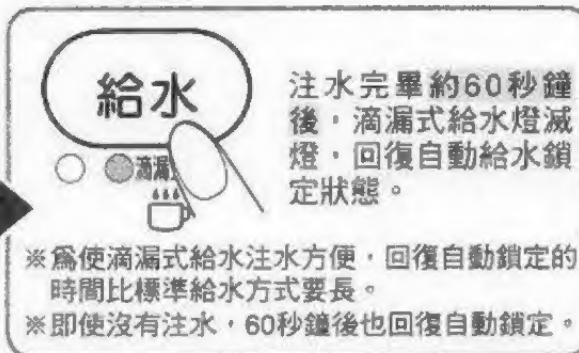 給水
滴漏
注水完畢約60秒鐘
後，滴漏式給水燈滅
燈，回復自動給水鎖
定狀態。
※為使滴漏式給水注水方便，回復自動鎖定的
時間比標準給水方式要長。
※即使沒有注水，60秒鐘後也回復自動鎖定。